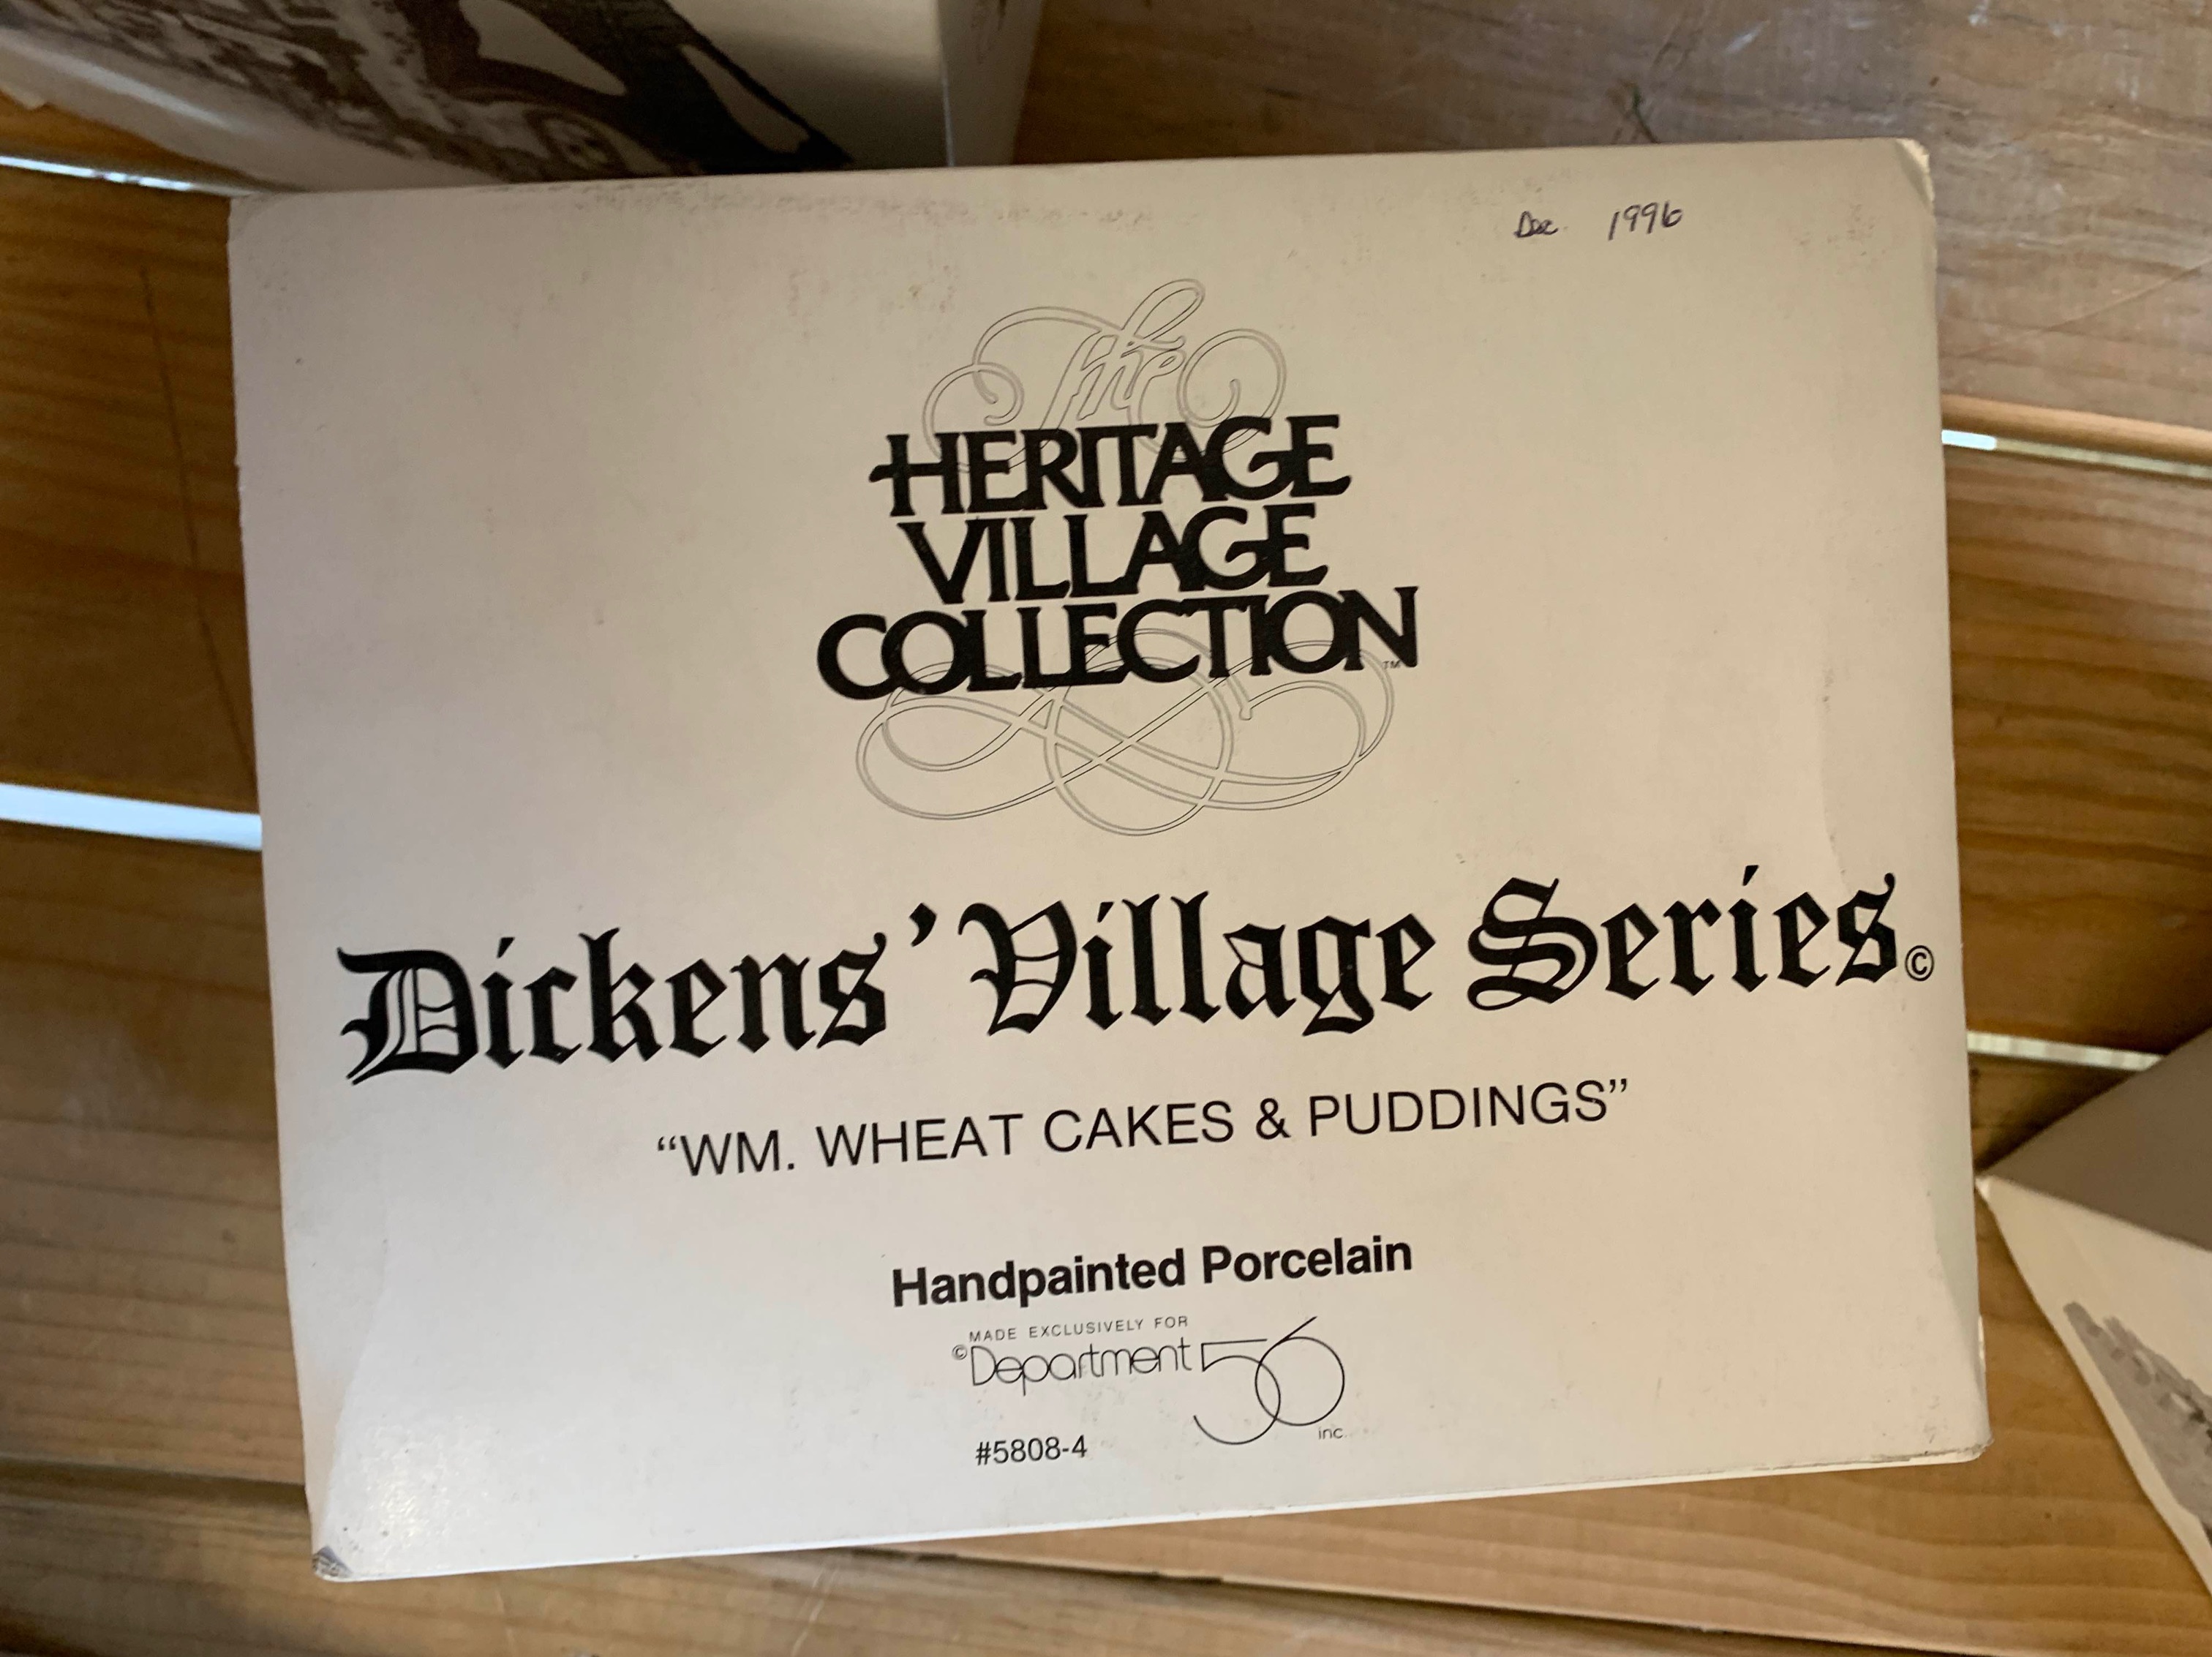 Dec 1996
The
HERITAGE
VILLAGE
COLLECTION™
Dickens' Village Series©
“WM. WHEAT CAKES & PUDDINGS”
Handpainted Porcelain
MADE EXCLUSIVELY FOR
©Department 56 inc.
#5808-4